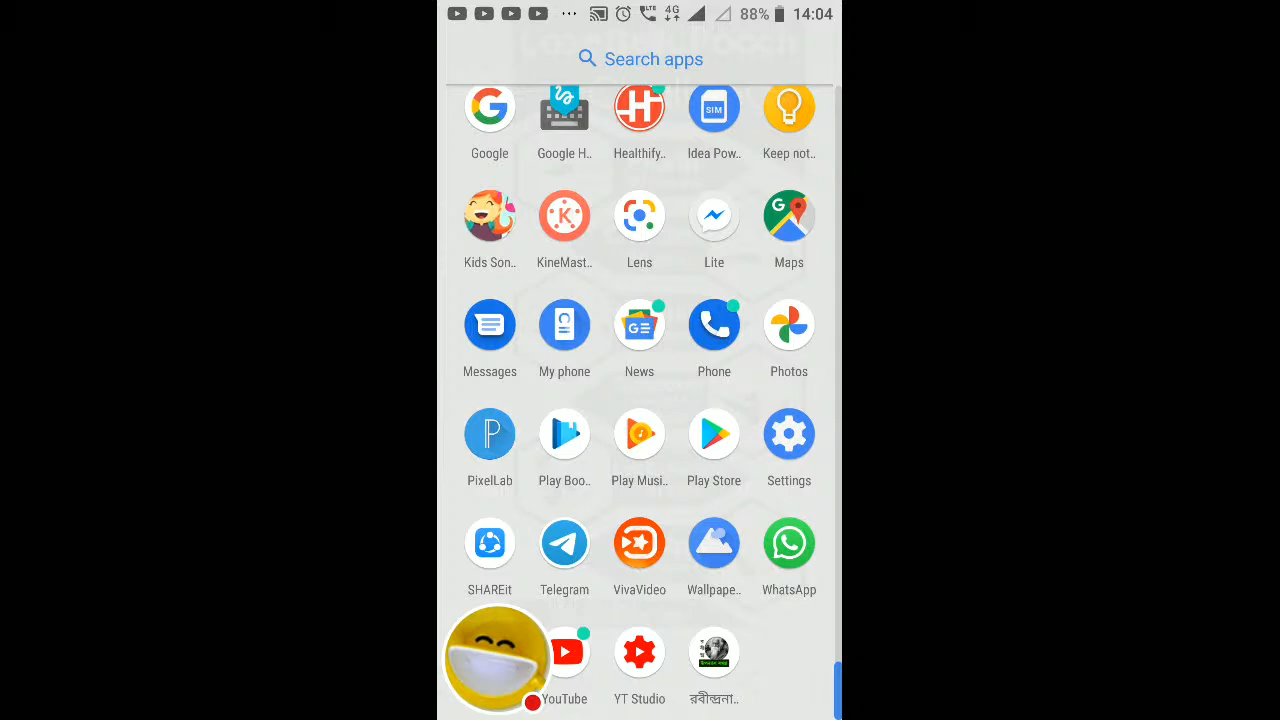 88% 14:04
Search apps
Google Google H.. Healthify.. Idea Pow.. Keep not..
Kids Son.. KineMast.. Lens Lite Maps
Messages My phone News Phone Photos
PixelLab Play Boo.. Play Musi.. Play Store Settings
SHAREit Telegram VivaVideo Wallpape.. WhatsApp
YouTube YT Studio রবীন্দ্রনা..